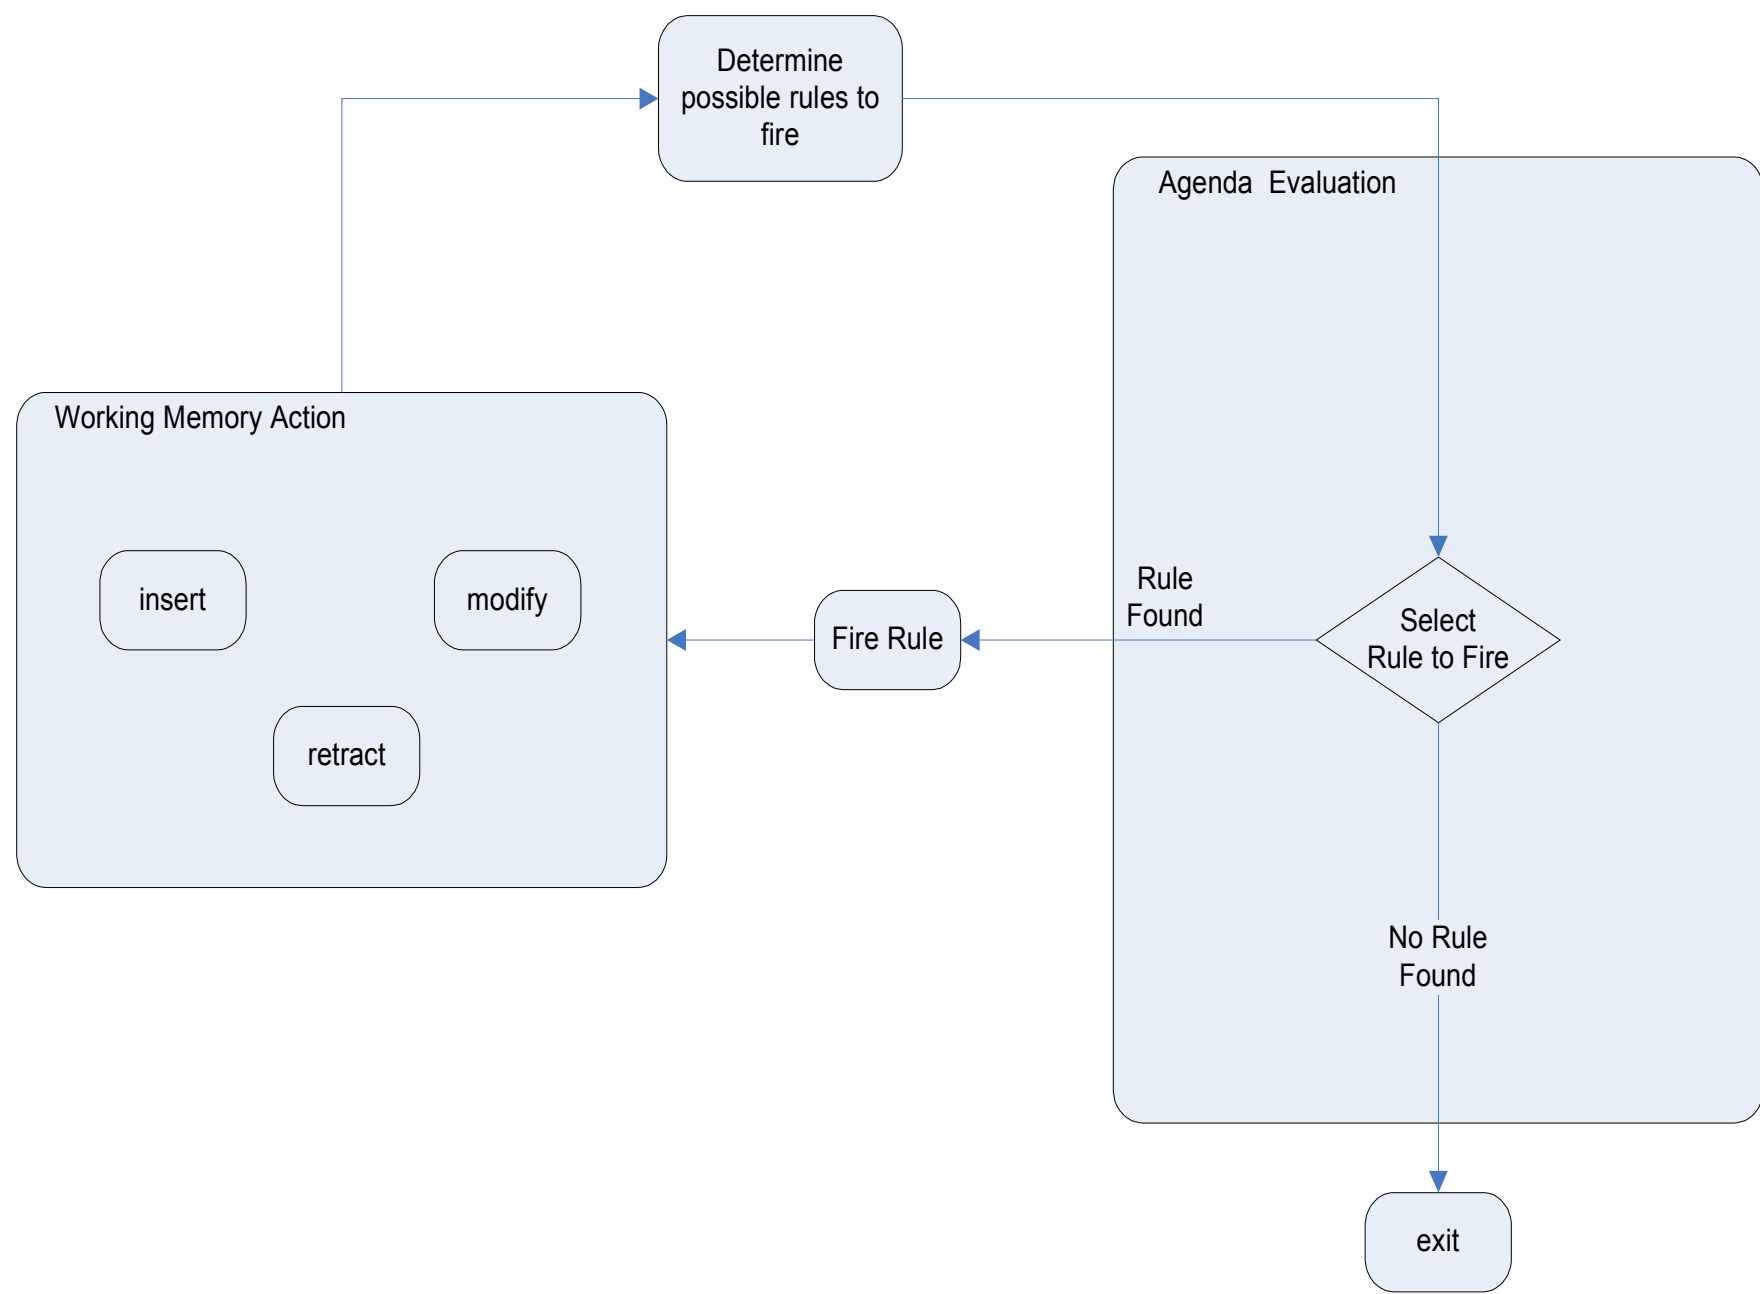 Determine
possible rules to
fire
Agenda Evaluation
Working Memory Action
insert
modify
retract
Fire Rule
Rule
Found
Select
Rule to Fire
No Rule
Found
exit